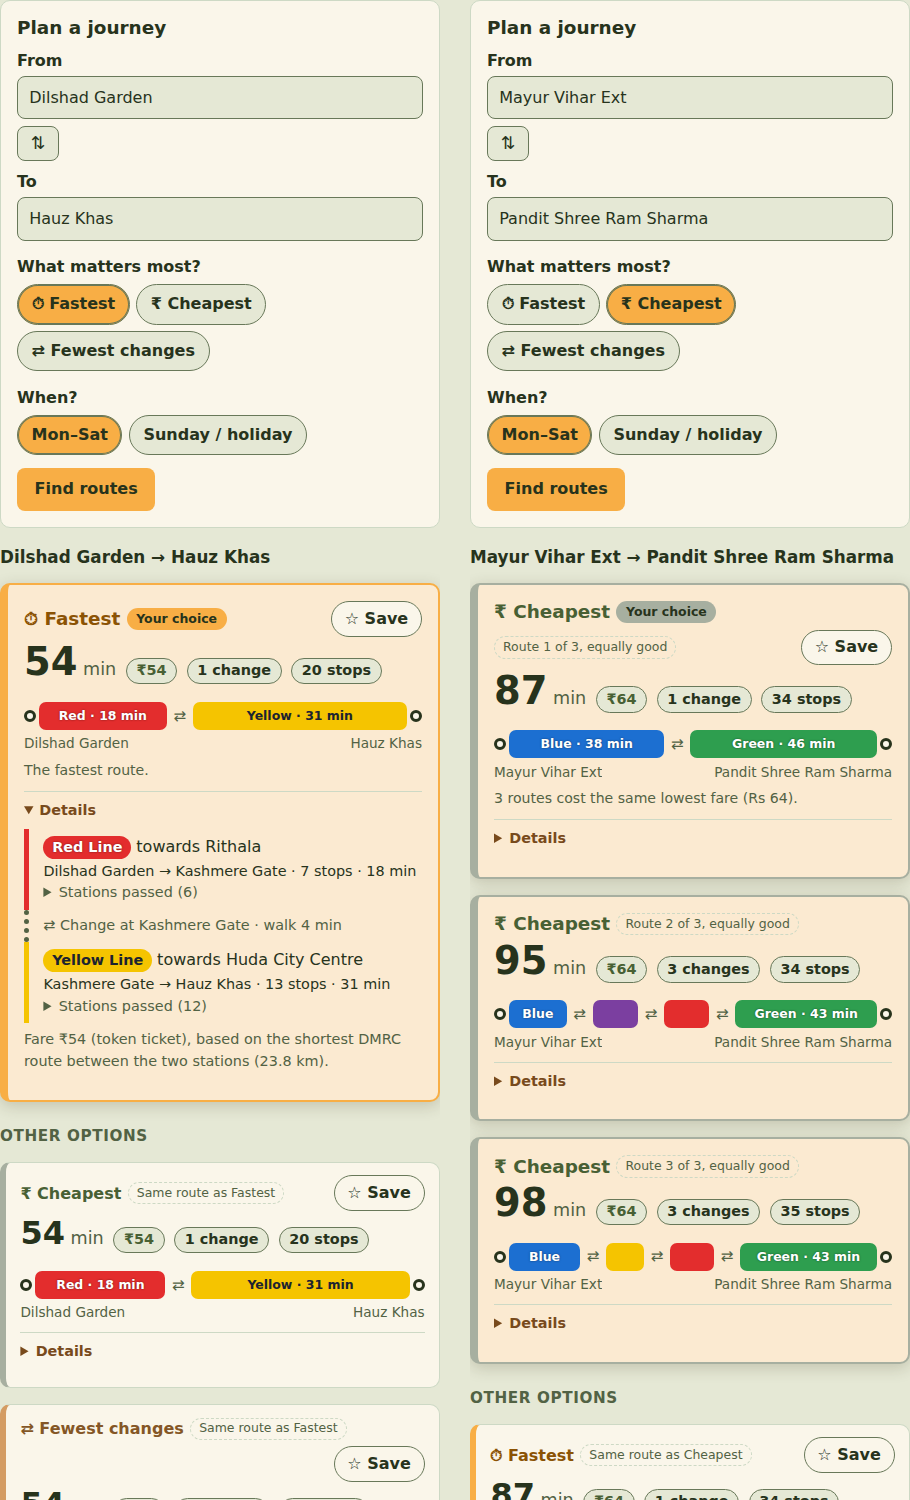 Plan a journey
From
Dilshad Garden
⇅
To
Hauz Khas
What matters most?
⏱ Fastest ₹ Cheapest
⇄ Fewest changes
When?
Mon–Sat Sunday / holiday
Find routes
Dilshad Garden → Hauz Khas
⏱ Fastest Your choice ☆ Save
54 min ₹54 1 change 20 stops
Red · 18 min ⇄ Yellow · 31 min
Dilshad Garden Hauz Khas
The fastest route.
▼ Details
Red Line towards Rithala
Dilshad Garden → Kashmere Gate · 7 stops · 18 min
▶ Stations passed (6)
⇄ Change at Kashmere Gate · walk 4 min
Yellow Line towards Huda City Centre
Kashmere Gate → Hauz Khas · 13 stops · 31 min
▶ Stations passed (12)
Fare ₹54 (token ticket), based on the shortest DMRC
route between the two stations (23.8 km).
OTHER OPTIONS
₹ Cheapest Same route as Fastest ☆ Save
54 min ₹54 1 change 20 stops
Red · 18 min ⇄ Yellow · 31 min
Dilshad Garden Hauz Khas
▶ Details
⇄ Fewest changes Same route as Fastest
☆ Save
54
Plan a journey
From
Mayur Vihar Ext
⇅
To
Pandit Shree Ram Sharma
What matters most?
⏱ Fastest ₹ Cheapest
⇄ Fewest changes
When?
Mon–Sat Sunday / holiday
Find routes
Mayur Vihar Ext → Pandit Shree Ram Sharma
₹ Cheapest Your choice
Route 1 of 3, equally good ☆ Save
87 min ₹64 1 change 34 stops
Blue · 38 min ⇄ Green · 46 min
Mayur Vihar Ext Pandit Shree Ram Sharma
3 routes cost the same lowest fare (Rs 64).
▶ Details
₹ Cheapest Route 2 of 3, equally good
95 min ₹64 3 changes 34 stops
Blue ⇄ ⇄ ⇄ Green · 43 min
Mayur Vihar Ext Pandit Shree Ram Sharma
▶ Details
₹ Cheapest Route 3 of 3, equally good
98 min ₹64 3 changes 35 stops
Blue ⇄ ⇄ ⇄ Green · 43 min
Mayur Vihar Ext Pandit Shree Ram Sharma
▶ Details
OTHER OPTIONS
⏱ Fastest Same route as Cheapest ☆ Save
87 min ₹64 1 change 34 stops